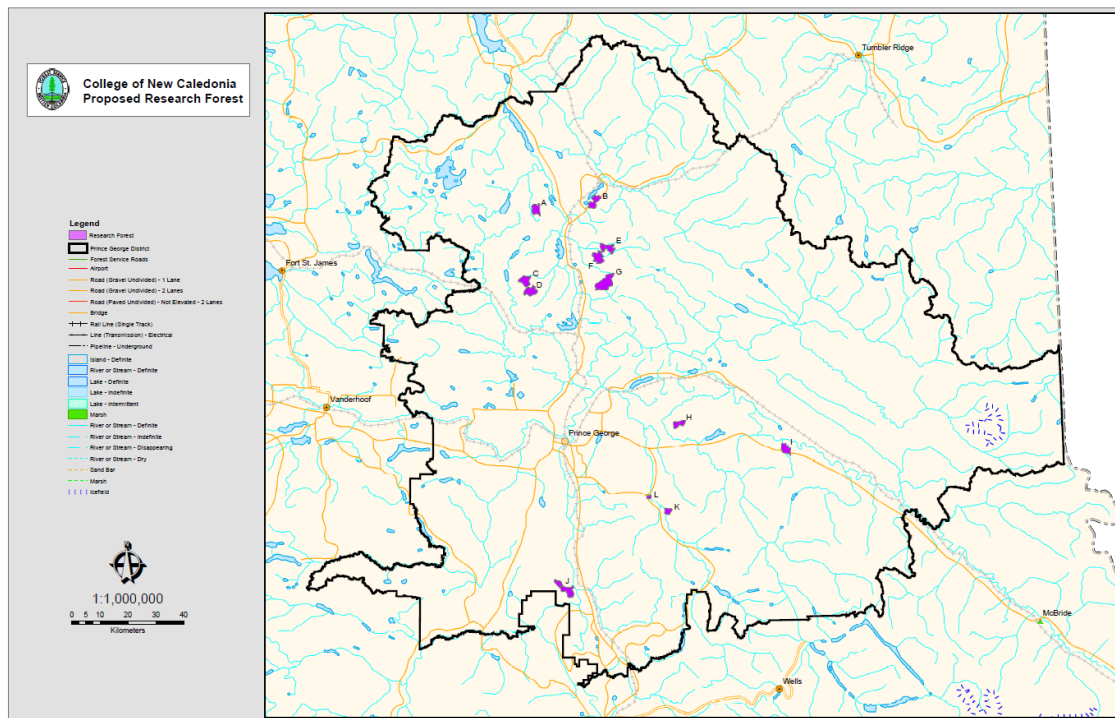 College of New Caledonia
Proposed Research Forest
Legend
Research Forest
Prince George District
Forest Service Roads
Airport
Road (Gravel Undivided) - 1 Lane
Road (Gravel Undivided) - 2 Lanes
Road (Paved Undivided) - Not Elevated - 2 Lanes
Bridge
Rail Line (Single Track)
Line (Transmission) - Electrical
Pipeline - Underground
Island - Definite
River or Stream - Definite
Lake - Definite
Lake - Indefinite
Lake - Intermittent
Marsh
River or Stream - Definite
River or Stream - Indefinite
River or Stream - Disappearing
River or Stream - Dry
Sand Bar
Marsh
Icefield
1:1,000,000
0 5 10 20 30 40
Kilometers
Tumbler Ridge
A
B
E
F
Fort St. James
C
G
D
Vanderhoof
H
Prince George
I
L
K
J
McBride
Wells